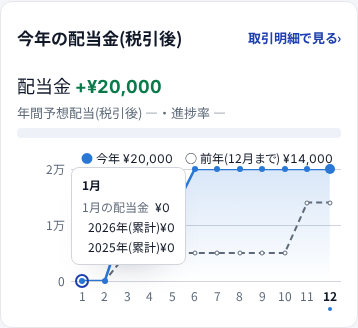 今年の配当金(税引後)
取引明細で見る›
配当金 +¥20,000
年間予想配当(税引後) —・進捗率 —
今年 ¥20,000 前年(12月まで) ¥14,000
2万
1月
1月の配当金 ¥0
1万
2026年(累計)¥0
2025年(累計)¥0
0
1 2 3 4 5 6 7 8 9 10 11 12